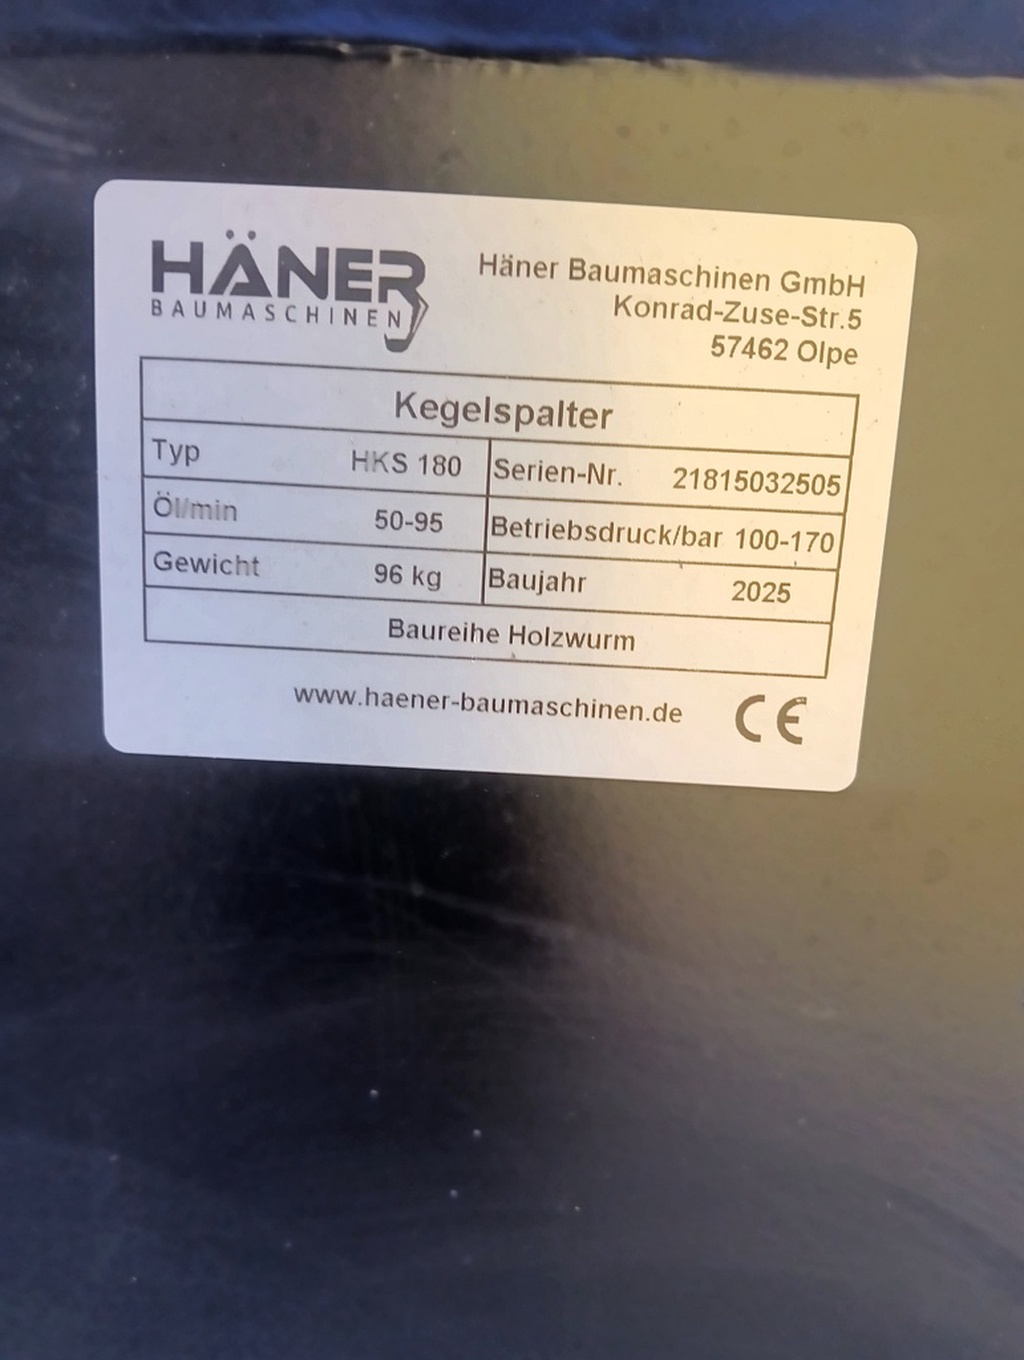 HÄNER
BAUMASCHINEN
Häner Baumaschinen GmbH
Konrad-Zuse-Str.5
57462 Olpe
Kegelspalter
Typ HKS 180 Serien-Nr. 21815032505
Öl/min 50-95 Betriebsdruck/bar 100-170
Gewicht 96 kg Baujahr 2025
Baureihe Holzwurm
www.haener-baumaschinen.de CE